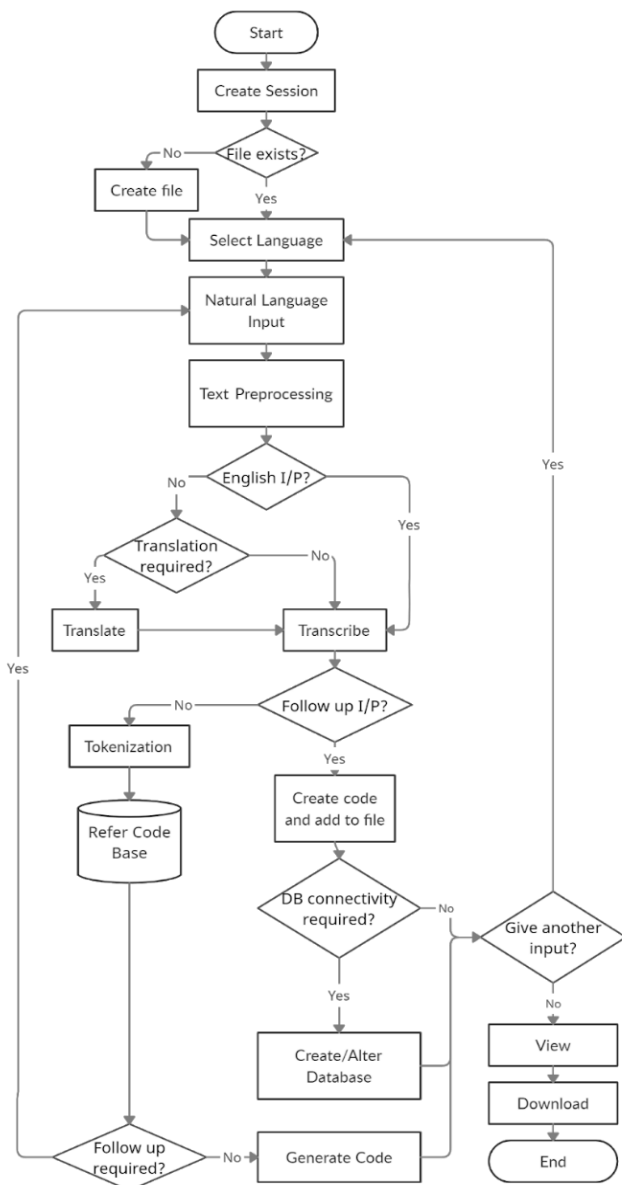 Start
Create Session
File exists?
No
Create file
Yes
Select Language
Natural Language
Input
Text Preprocessing
English I/P?
No
Yes
Yes
Translation
required?
No
Yes
Translate
Transcribe
Yes
Follow up I/P?
No
Tokenization
Yes
Refer Code
Base
Create code
and add to file
DB connectivity
required?
No
Give another
input?
Yes
No
Create/Alter
Database
View
Download
Follow up
required?
No
Generate Code
End